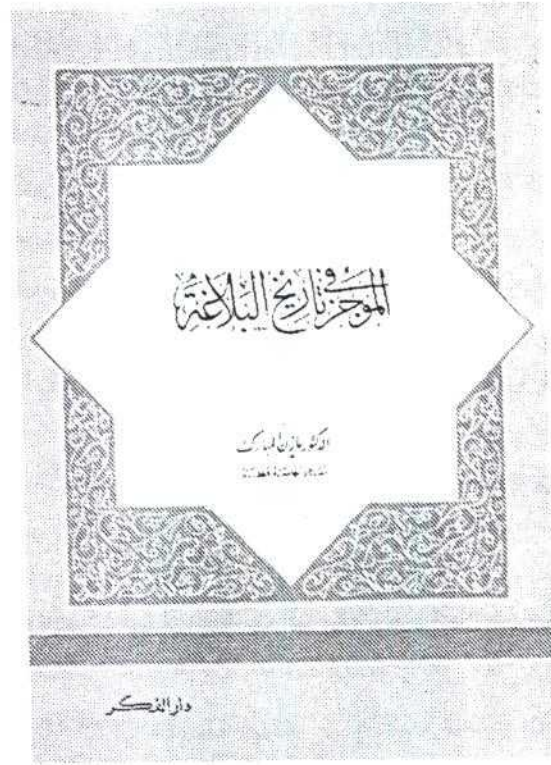 الموجز في تاريخ البلاغة
الدكتور مازن المبارك
دار الفكر